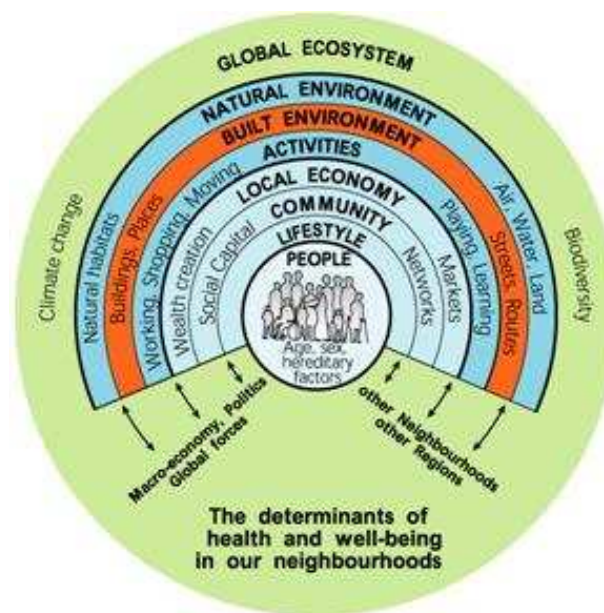 GLOBAL ECOSYSTEM
NATURAL ENVIRONMENT
BUILT ENVIRONMENT
ACTIVITIES
LOCAL ECONOMY
COMMUNITY
LIFESTYLE
PEOPLE
Age, sex,
hereditary
factors
Climate change
Natural habitats
Buildings, Places
Working, Shopping, Moving
Wealth creation
Social Capital
Networks
Markets
Playing, Learning
Streets, Routes
Air, Water, Land
Biodiversity
Macro-economy, Politics
Global forces
other Neighbourhoods
other Regions
The determinants of
health and well-being
in our neighbourhoods